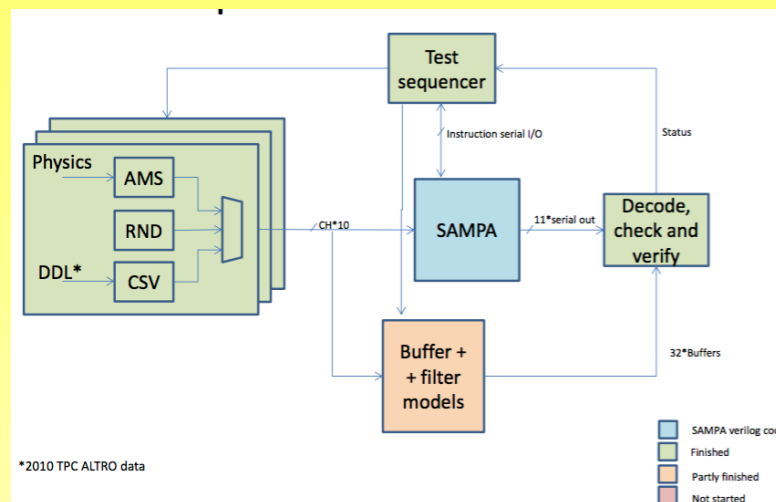 Test
sequencer
Instruction serial I/O
Status
Physics
AMS
RND
DDL*
CSV
CH*10
SAMPA
11*serial out
Decode,
check and
verify
Buffer +
+ filter
models
32*Buffers
SAMPA verilog
Finished
Partly finished
Not started
*2010 TPC ALTRO data